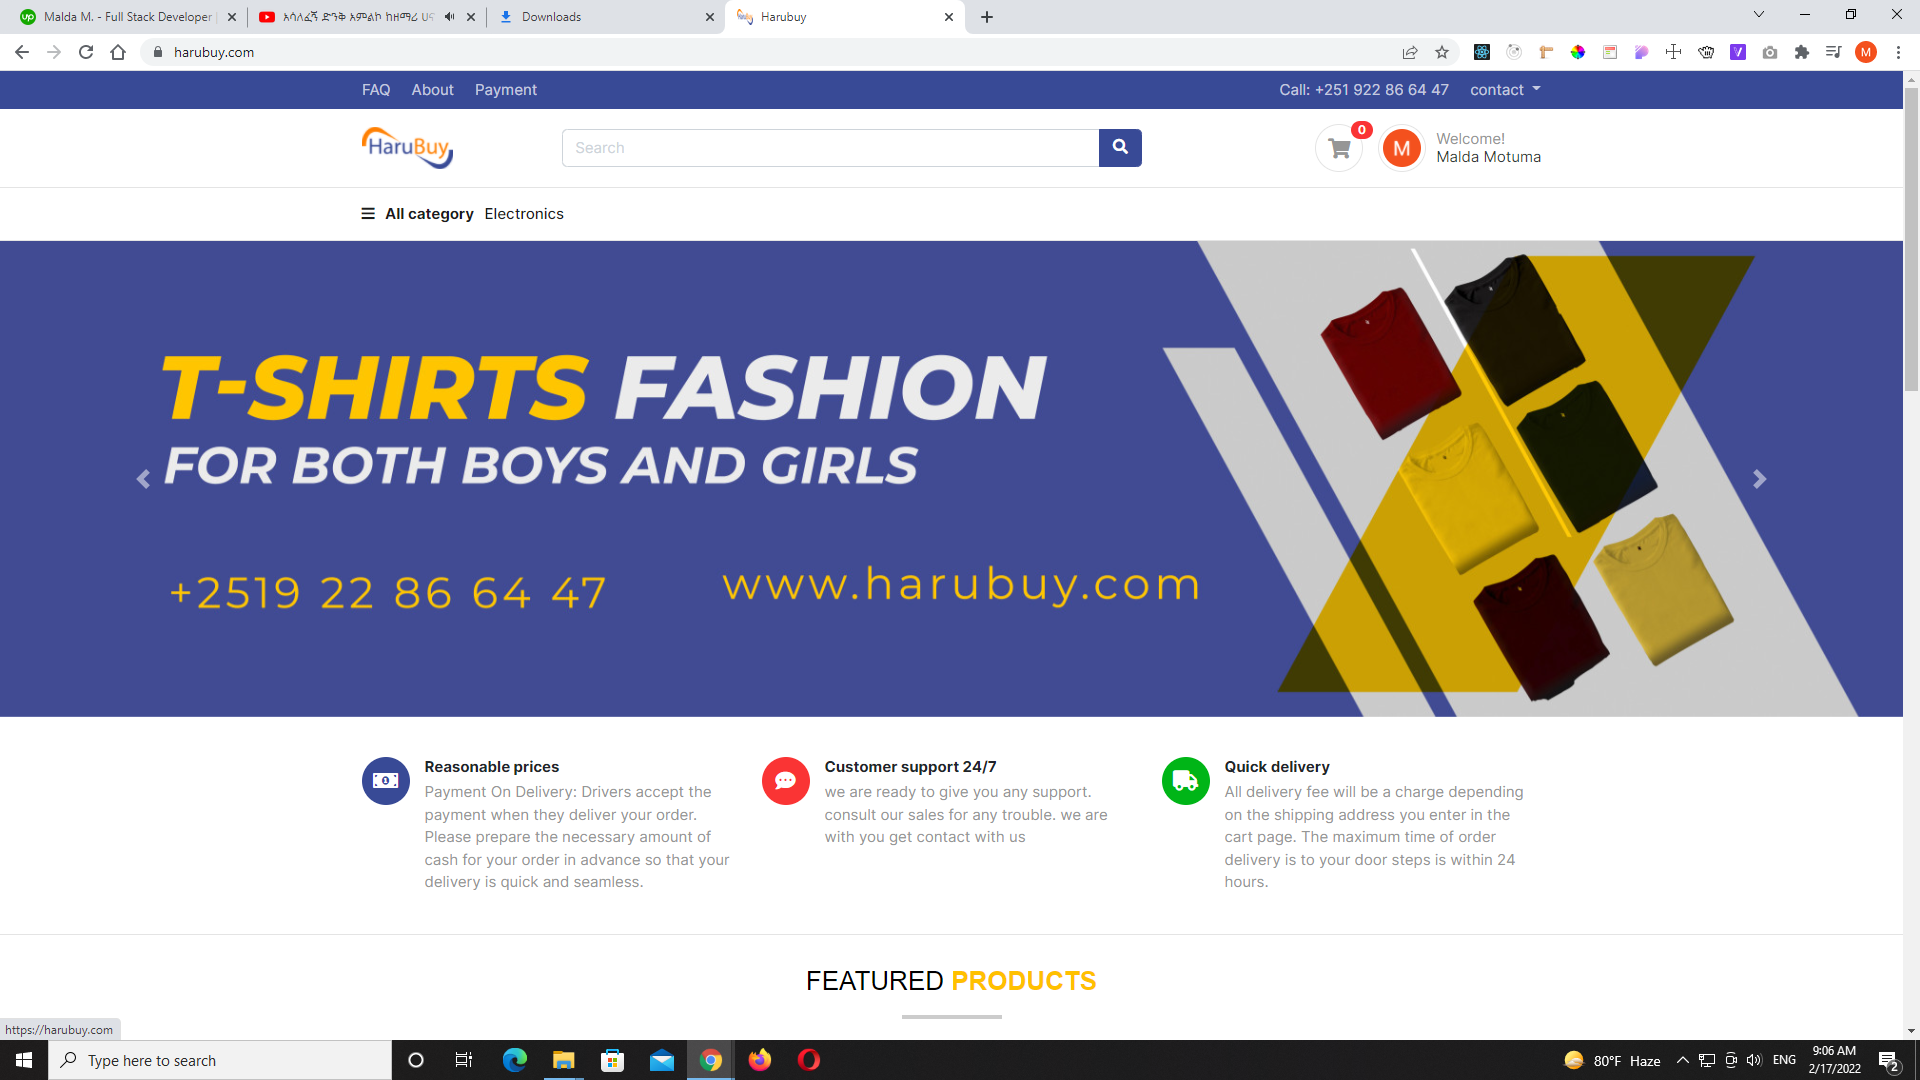 Malda M. - Full Stack Developer
አሳለፈኝ ድንቅ አምልኮ ከዘማሪ
Downloads
Harubuy
harubuy.com
M
FAQ About Payment
Call: +251 922 86 64 47 contact
HaruBuy
Search
0
M
Welcome!
Malda Motuma
All category Electronics
T-SHIRTS FASHION
FOR BOTH BOYS AND GIRLS
+2519 22 86 64 47
www.harubuy.com
Reasonable prices
Payment On Delivery: Drivers accept the
payment when they deliver your order.
Please prepare the necessary amount of
cash for your order in advance so that your
delivery is quick and seamless.
Customer support 24/7
we are ready to give you any support.
consult our sales for any trouble. we are
with you get contact with us
Quick delivery
All delivery fee will be a charge depending
on the shipping address you enter in the
cart page. The maximum time of order
delivery is to your door steps is within 24
hours.
FEATURED PRODUCTS
https://harubuy.com
Type here to search
80°F Haze
ENG
9:06 AM
2/17/2022
2